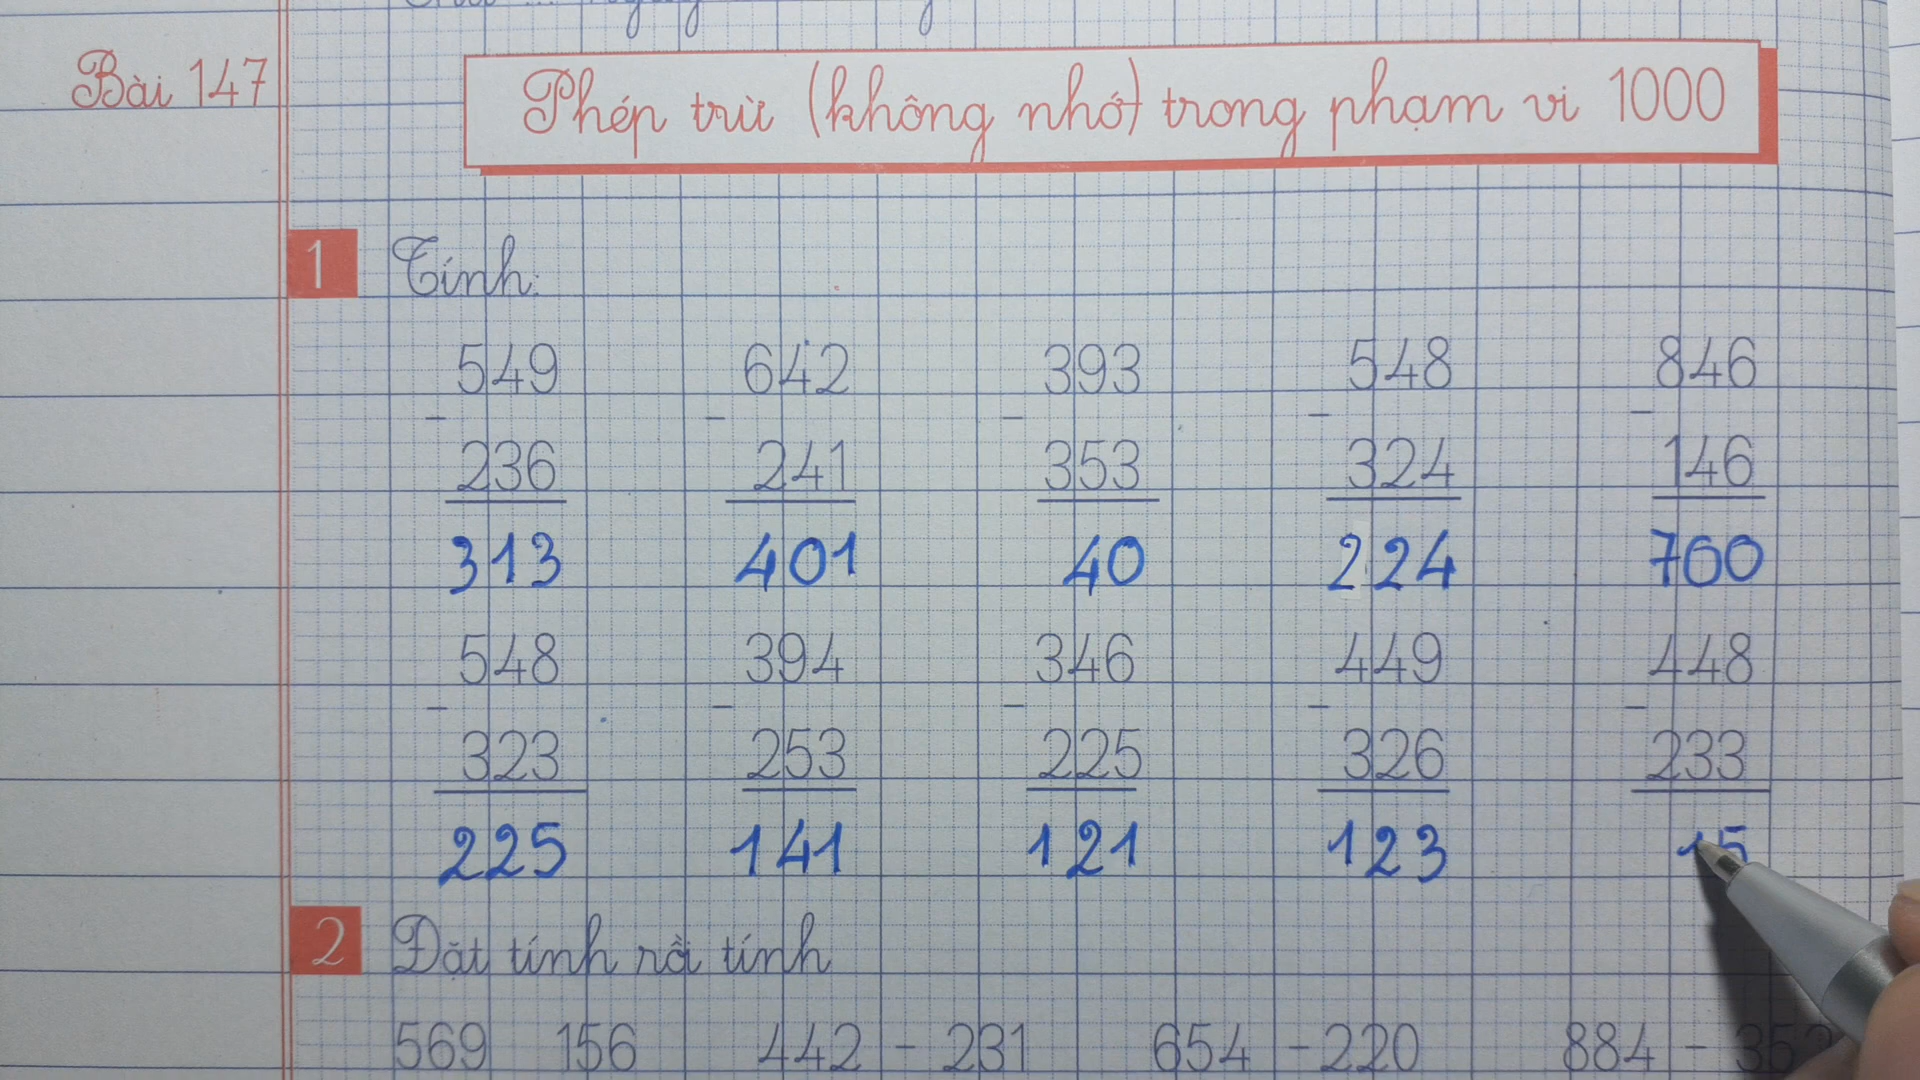 Bài 147
Phép trừ (không nhớ) trong phạm vi 1000
1 Tính:
549 642 393 548 846
- - - - -
236 241 353 324 146
313 401 40 224 700
548 394 346 449 448
- - - - -
323 253 225 326 233
225 141 121 123 15
2 Đặt tính rồi tính
569 156 442 - 231 654 - 220 884 -